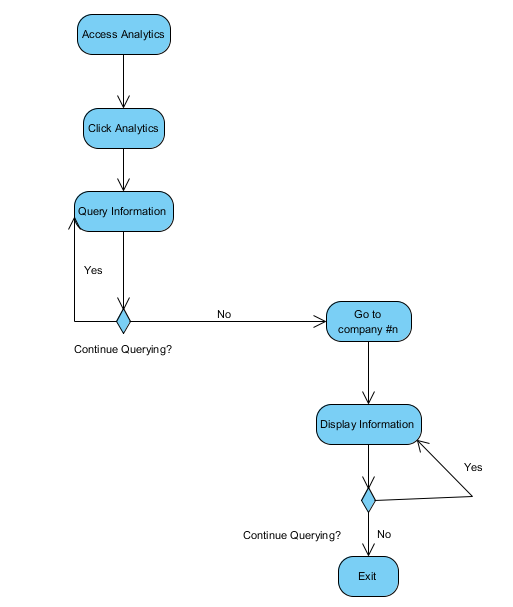 Access Analytics
Click Analytics
Query Information
Yes
No
Continue Querying?
Go to
company #n
Display Information
Yes
Continue Querying?
No
Exit